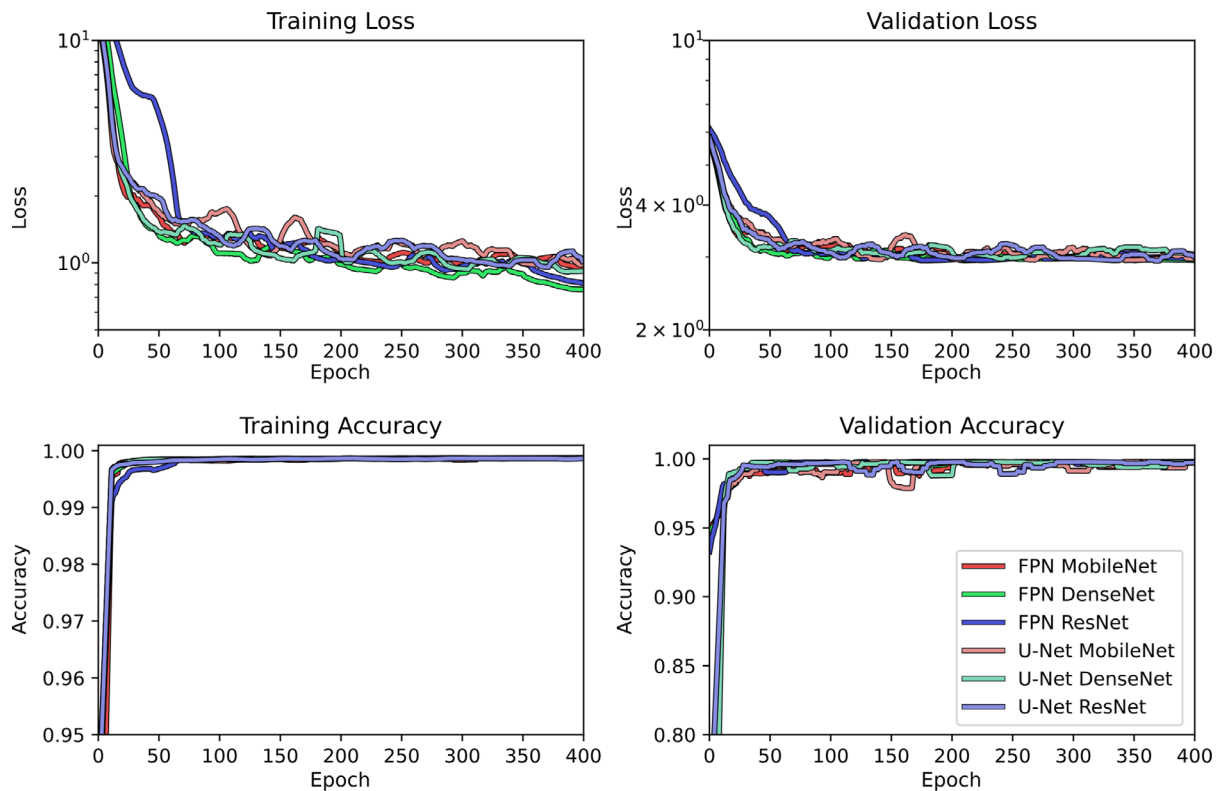 Training Loss
Validation Loss
10¹
10⁰
Loss
0 50 100 150 200 250 300 350 400
Epoch
10¹
4 × 10⁰
2 × 10⁰
Loss
0 50 100 150 200 250 300 350 400
Epoch
Training Accuracy
Validation Accuracy
1.00
0.99
0.98
0.97
0.96
0.95
Accuracy
0 50 100 150 200 250 300 350 400
Epoch
1.00
0.95
0.90
0.85
0.80
Accuracy
FPN MobileNet
FPN DenseNet
FPN ResNet
U-Net MobileNet
U-Net DenseNet
U-Net ResNet
0 50 100 150 200 250 300 350 400
Epoch